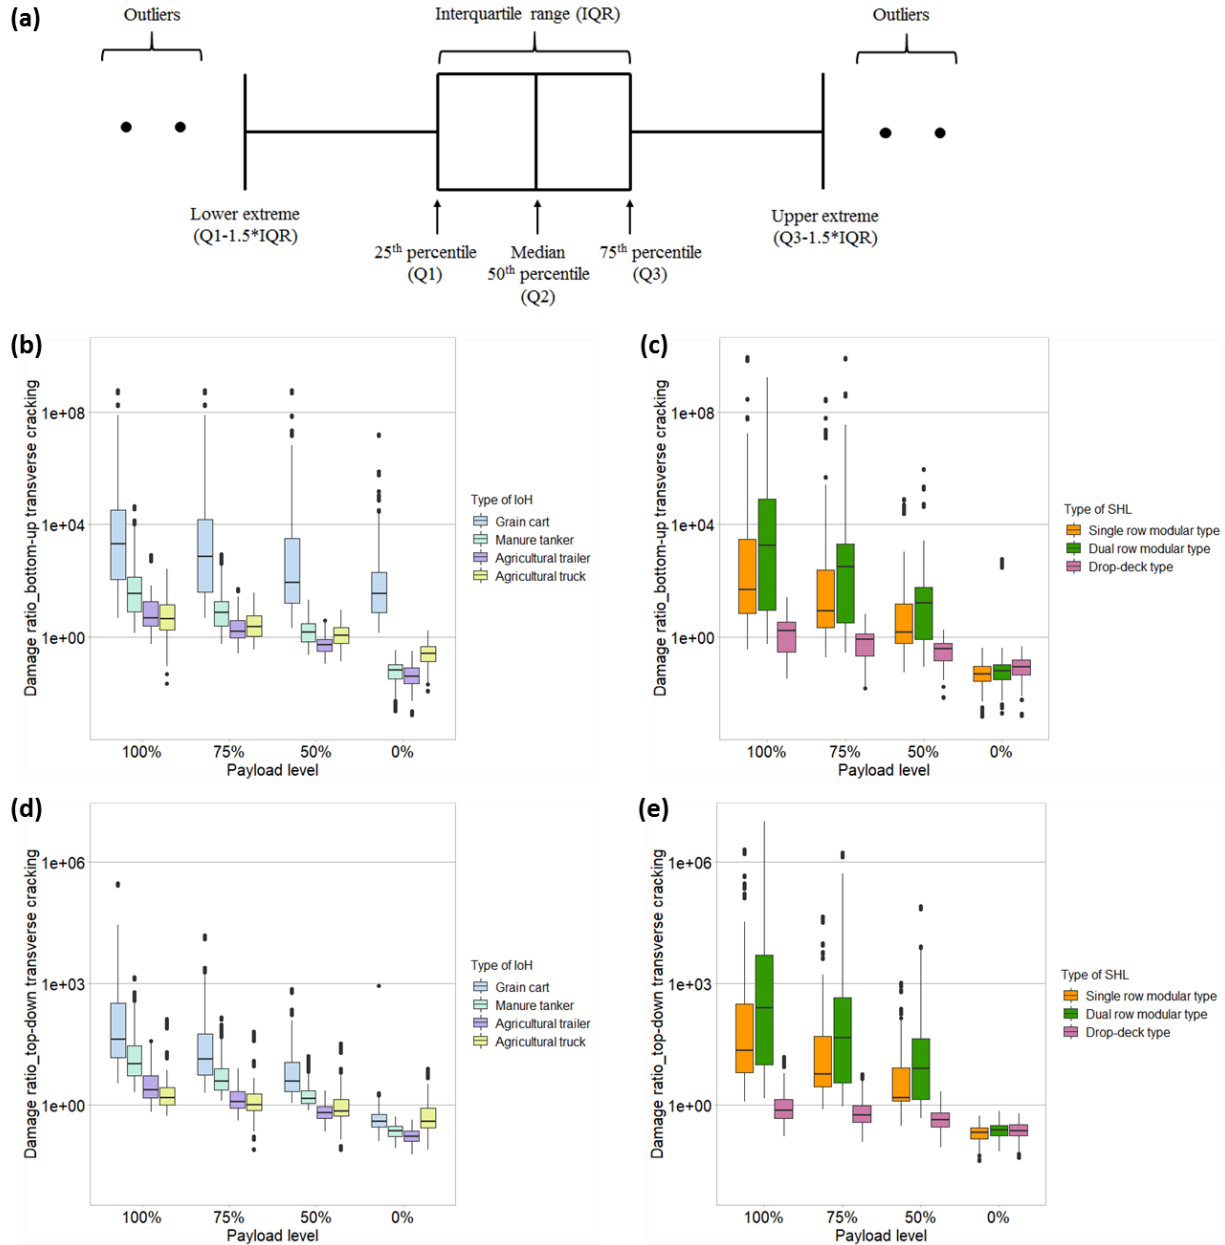 (a)
Outliers
Interquartile range (IQR)
Outliers
Lower extreme
(Q1-1.5*IQR)
25th percentile
(Q1)
Median
50th percentile
(Q2)
75th percentile
(Q3)
Upper extreme
(Q3-1.5*IQR)
(b)
Damage ratio_bottom-up transverse cracking
1e+08
1e+04
1e+00
100%
75%
50%
0%
Payload level
Type of IoH
Grain cart
Manure tanker
Agricultural trailer
Agricultural truck
(c)
Damage ratio_bottom-up transverse cracking
1e+08
1e+04
1e+00
100%
75%
50%
0%
Payload level
Type of SHL
Single row modular type
Dual row modular type
Drop-deck type
(d)
Damage ratio_top-down transverse cracking
1e+06
1e+03
1e+00
100%
75%
50%
0%
Payload level
Type of IoH
Grain cart
Manure tanker
Agricultural trailer
Agricultural truck
(e)
Damage ratio_top-down transverse cracking
1e+06
1e+03
1e+00
100%
75%
50%
0%
Payload level
Type of SHL
Single row modular type
Dual row modular type
Drop-deck type